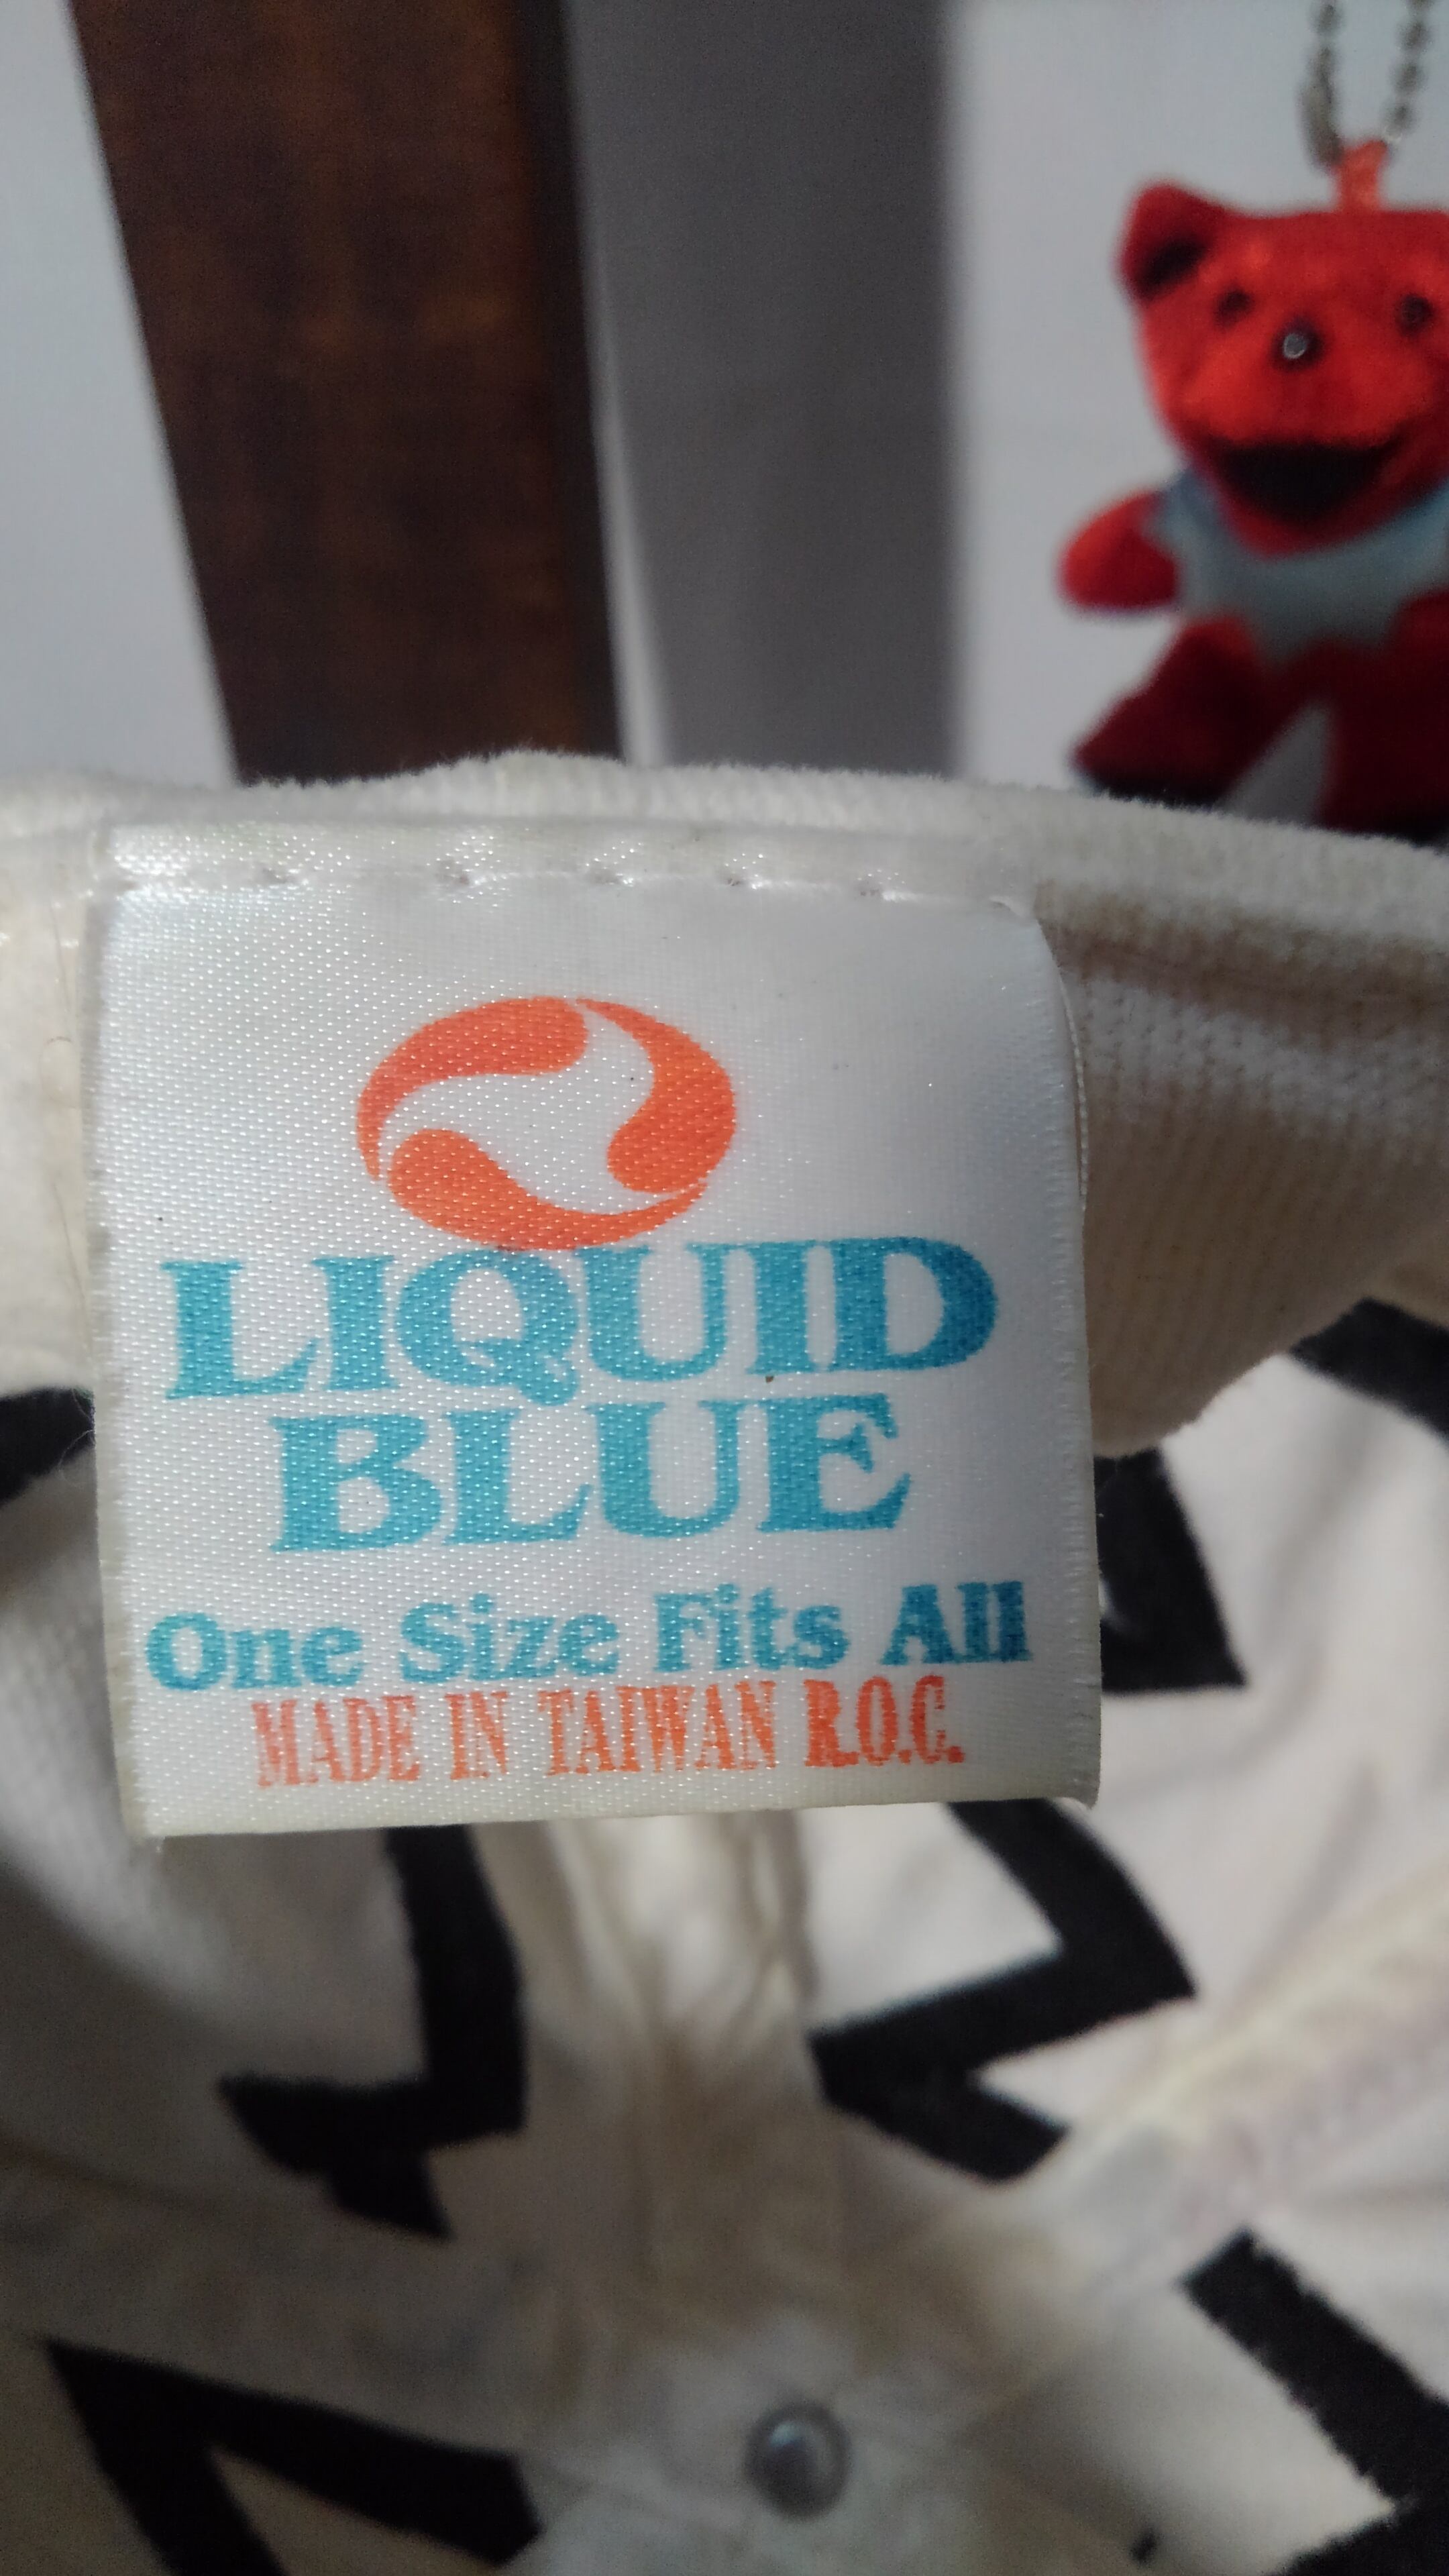 LIQUID
BLUE
One Size Fits All
MADE IN TAIWAN R.O.C.